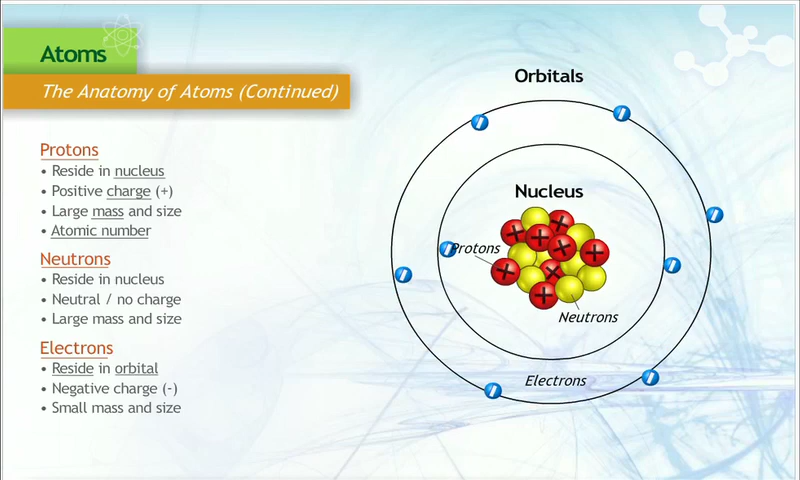 Atoms
The Anatomy of Atoms (Continued)
Protons
• Reside in nucleus
• Positive charge (+)
• Large mass and size
• Atomic number
Neutrons
• Reside in nucleus
• Neutral / no charge
• Large mass and size
Electrons
• Reside in orbital
• Negative charge (-)
• Small mass and size
Orbitals
Nucleus
Protons
Neutrons
Electrons